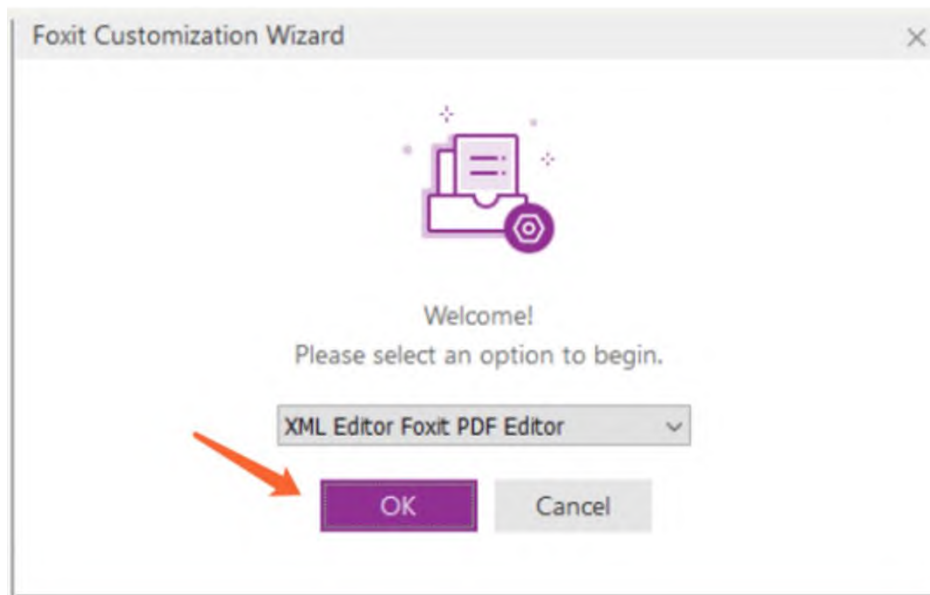 Foxit Customization Wizard
Welcome!
Please select an option to begin.
XML Editor Foxit PDF Editor
OK
Cancel